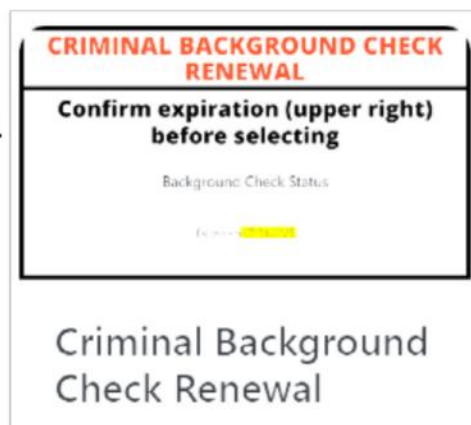 CRIMINAL BACKGROUND CHECK
RENEWAL
Confirm expiration (upper right)
before selecting
Background Check Status
Criminal Background
Check Renewal